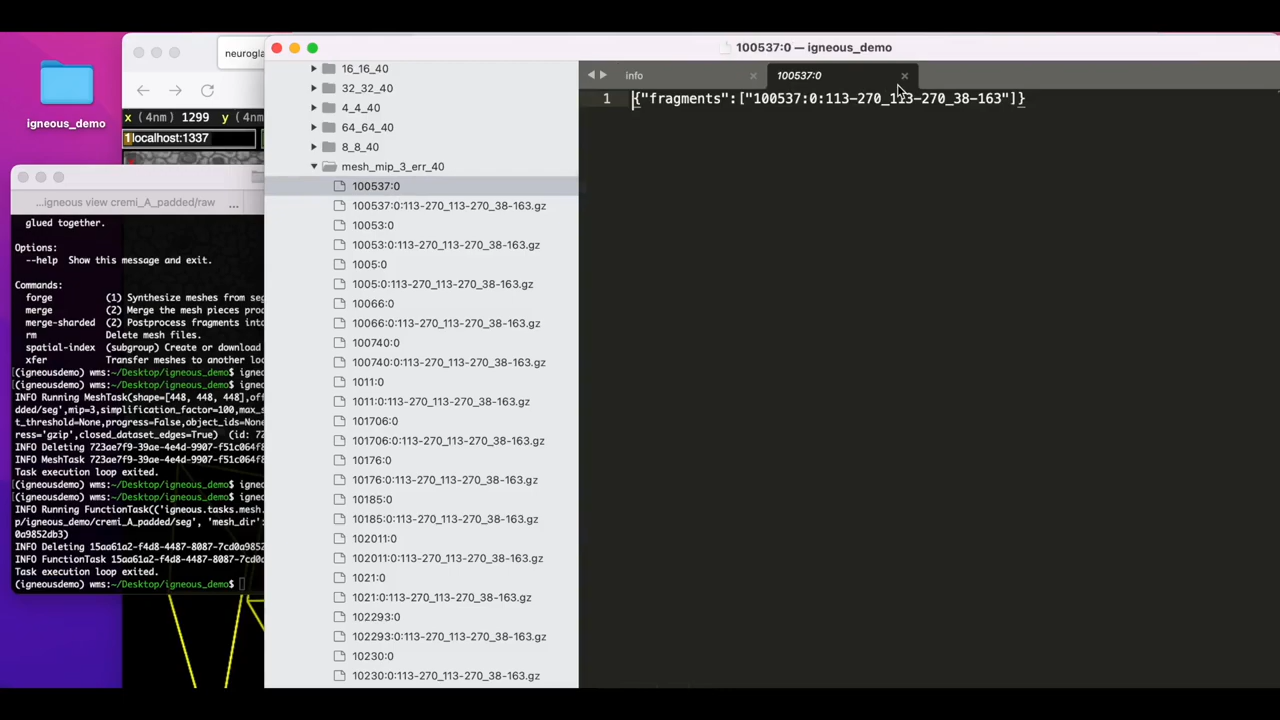 igneous_demo
neurogla
x (4nm) 1299 y (4nm
1localhost:1337
...igneous view cremi_A_padded/raw ...
glued together.
Options:
--help Show this message and exit.
Commands:
forge (1) Synthesize meshes from seg
merge (2) Merge the mesh pieces prod
merge-sharded (2) Postprocess fragments into
rm Delete mesh files.
spatial-index (subgroup) Create or download
xfer Transfer meshes to another loc
[(igneousdemo) wms:~/Desktop/igneous_demo$ igne
[(igneousdemo) wms:~/Desktop/igneous_demo$ igne
INFO Running MeshTask(shape=[448, 448, 448],off
dded/seg',mip=3,simplification_factor=100,max_s
t_threshold=None,progress=False,object_ids=None
ress='gzip',closed_dataset_edges=True) (id: 72
INFO Deleting 723ae7f9-39ae-4e4d-9907-f51c064f8
INFO MeshTask 723ae7f9-39ae-4e4d-9907-f51c064f8
Task execution loop exited.
[(igneousdemo) wms:~/Desktop/igneous_demo$ igne
[(igneousdemo) wms:~/Desktop/igneous_demo$ igne
INFO Running FunctionTask(('igneous.tasks.mesh.
p/igneous_demo/cremi_A_padded/seg', 'mesh_dir':
0a9852db3)
INFO Deleting 15aa61a2-f4d8-4487-8087-7cd0a9852
INFO FunctionTask 15aa61a2-f4d8-4487-8087-7cd0a
Task execution loop exited.
(igneousdemo) wms:~/Desktop/igneous_demo$
100537:0 — igneous_demo
16_16_40
32_32_40
4_4_40
64_64_40
8_8_40
mesh_mip_3_err_40
100537:0
100537:0:113-270_113-270_38-163.gz
10053:0
10053:0:113-270_113-270_38-163.gz
1005:0
1005:0:113-270_113-270_38-163.gz
10066:0
10066:0:113-270_113-270_38-163.gz
100740:0
100740:0:113-270_113-270_38-163.gz
1011:0
1011:0:113-270_113-270_38-163.gz
101706:0
101706:0:113-270_113-270_38-163.gz
10176:0
10176:0:113-270_113-270_38-163.gz
10185:0
10185:0:113-270_113-270_38-163.gz
102011:0
102011:0:113-270_113-270_38-163.gz
1021:0
1021:0:113-270_113-270_38-163.gz
102293:0
102293:0:113-270_113-270_38-163.gz
10230:0
10230:0:113-270_113-270_38-163.gz
info
100537:0
1 {"fragments":["100537:0:113-270_113-270_38-163"]}